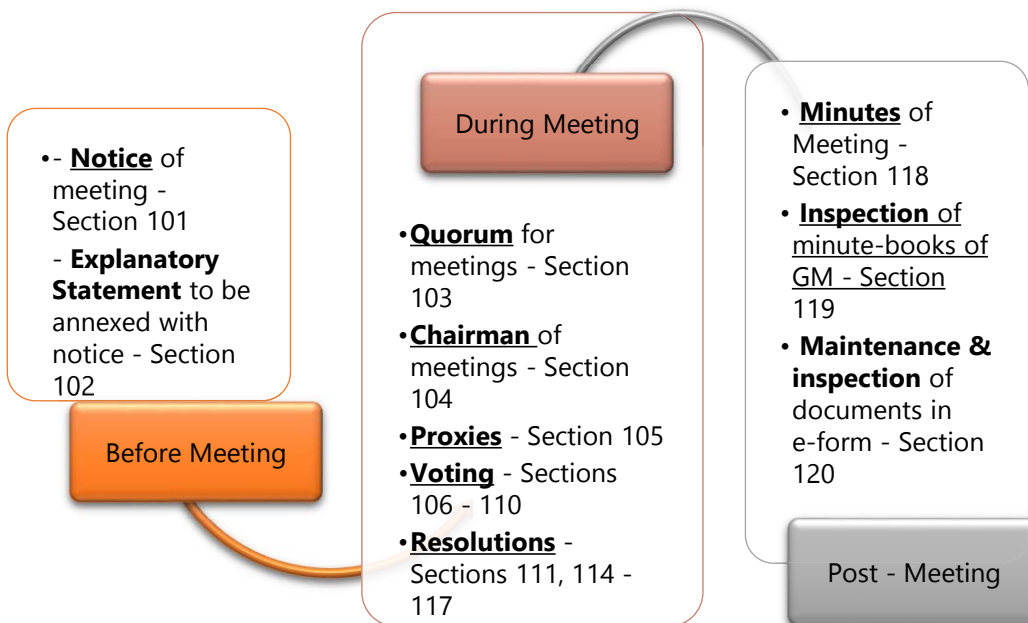 •- Notice of
meeting -
Section 101
- Explanatory
Statement to be
annexed with
notice - Section
102
Before Meeting
During Meeting
•Quorum for
meetings - Section
103
•Chairman of
meetings - Section
104
•Proxies - Section 105
•Voting - Sections
106 - 110
•Resolutions -
Sections 111, 114 -
117
• Minutes of
Meeting -
Section 118
• Inspection of
minute-books of
GM - Section
119
• Maintenance &
inspection of
documents in
e-form - Section
120
Post - Meeting